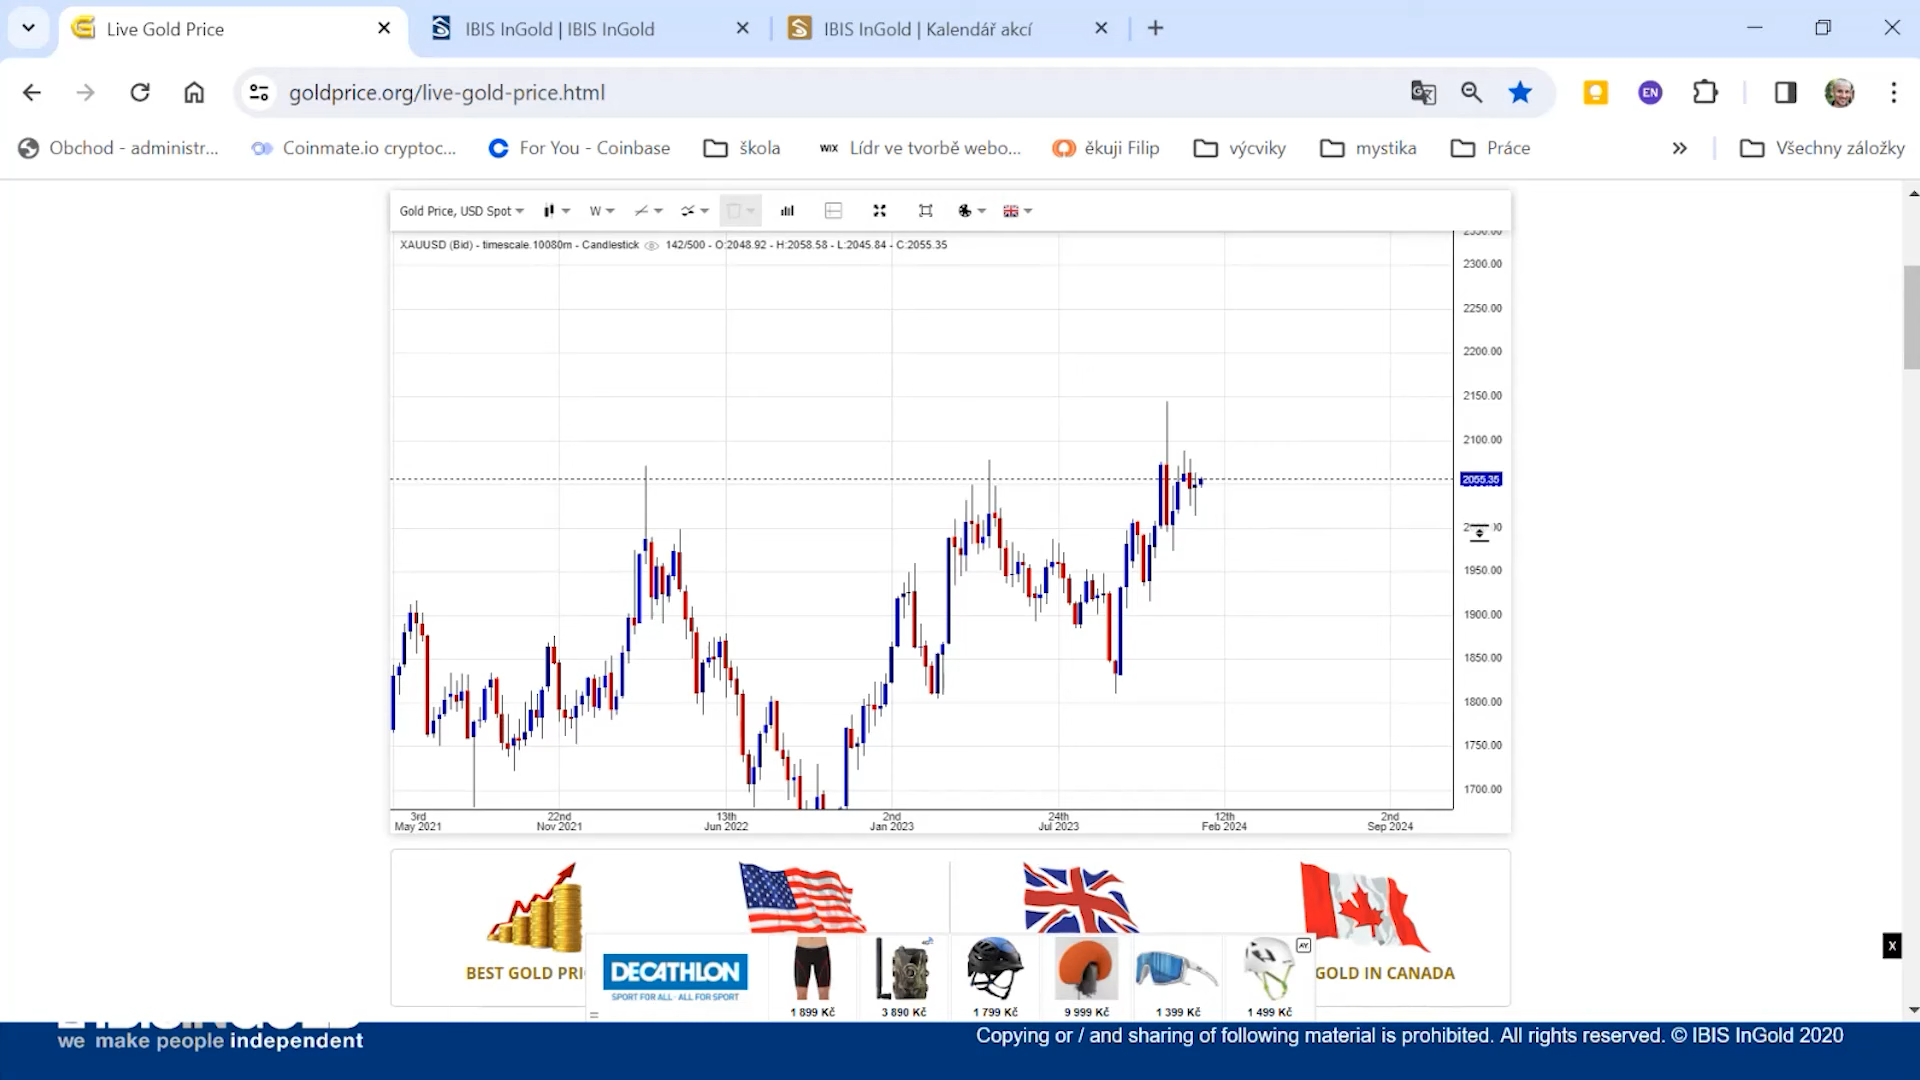 Live Gold Price
IBIS InGold | IBIS InGold
IBIS InGold | Kalendář akcí
goldprice.org/live-gold-price.html
EN
Obchod - administr...
Coinmate.io cryptoc...
For You - Coinbase
škola
WIX Lídr ve tvorbě webo...
ěkuji Filip
výcviky
mystika
Práce
Všechny záložky
Gold Price, USD Spot
W
XAUUSD (Bid) - timescale.10080m - Candlestick 142/500 - O:2048.92 - H:2058.58 - L:2045.84 - C:2055.35
2350.00
2300.00
2250.00
2200.00
2150.00
2100.00
2055.35
1950.00
1900.00
1850.00
1800.00
1750.00
1700.00
3rd
May 2021
22nd
Nov 2021
13th
Jun 2022
2nd
Jan 2023
24th
Jul 2023
12th
Feb 2024
2nd
Sep 2024
BEST GOLD PRI
GOLD IN CANADA
DECATHLON
SPORT FOR ALL · ALL FOR SPORT
1 899 Kč
3 890 Kč
1 799 Kč
9 999 Kč
1 399 Kč
1 499 Kč
X
we make people independent
Copying or / and sharing of following material is prohibited. All rights reserved. © IBIS InGold 2020